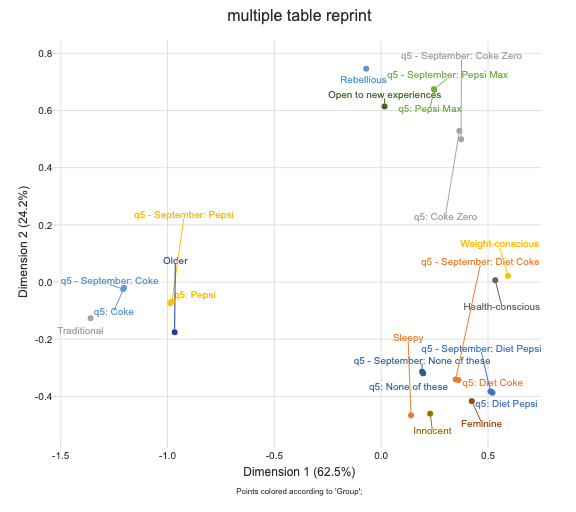 multiple table reprint
0.8
q5 - September: Coke Zero
Rebellious
q5 - September: Pepsi Max
Open to new experiences
0.6
q5: Pepsi Max
0.4
q5 - September: Pepsi
q5: Coke Zero
0.2
Weight-conscious
Older
q5 - September: Diet Coke
q5 - September: Coke
0.0
q5: Pepsi
Health-conscious
q5: Coke
Traditional
Sleepy
-0.2
q5 - September: Diet Pepsi
q5 - September: None of these
q5: Diet Coke
q5: None of these
-0.4
q5: Diet Pepsi
Feminine
Innocent
Dimension 2 (24.2%)
-1.5 -1.0 -0.5 0.0 0.5
Dimension 1 (62.5%)
Points colored according to 'Group';